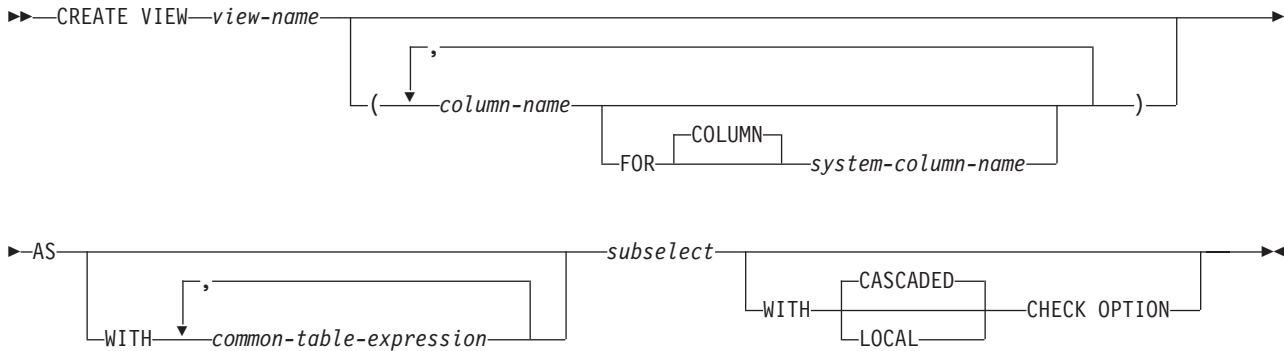 CREATE VIEW view-name
,
( column-name )
COLUMN
FOR system-column-name
AS subselect
, CASCADED
WITH common-table-expression WITH LOCAL CHECK OPTION